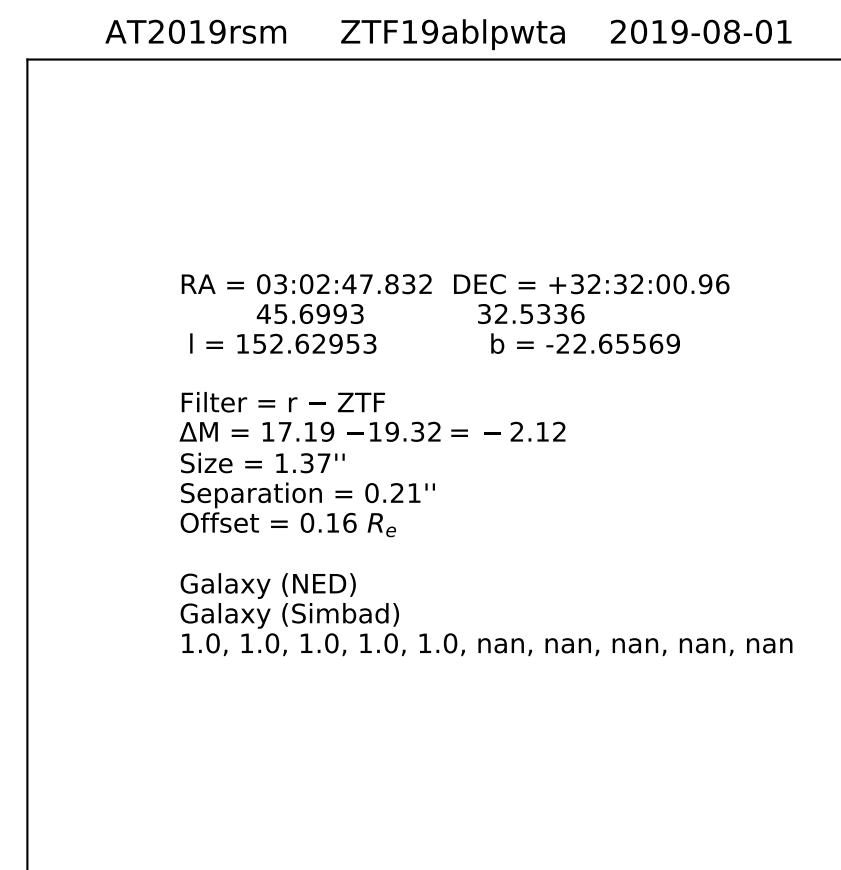 AT2019rsm ZTF19ablpwta 2019-08-01
RA = 03:02:47.832 DEC = +32:32:00.96
45.6993 32.5336
l = 152.62953 b = -22.65569
Filter = r − ZTF
ΔM = 17.19 −19.32 = − 2.12
Size = 1.37''
Separation = 0.21''
Offset = 0.16 Rₑ
Galaxy (NED)
Galaxy (Simbad)
1.0, 1.0, 1.0, 1.0, 1.0, nan, nan, nan, nan, nan